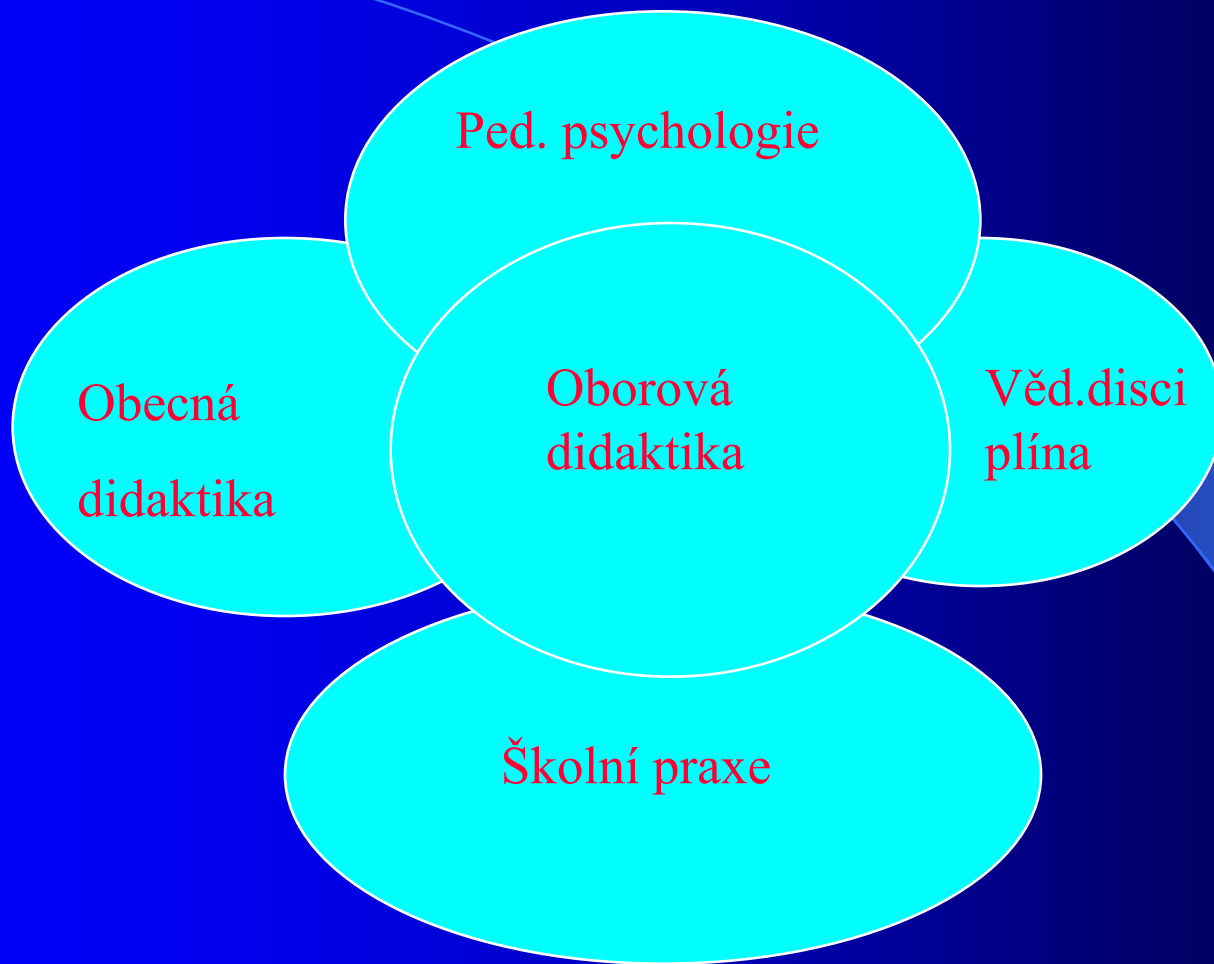 Ped. psychologie
Obecná
didaktika
Oborová
didaktika
Věd.disci
plína
Školní praxe